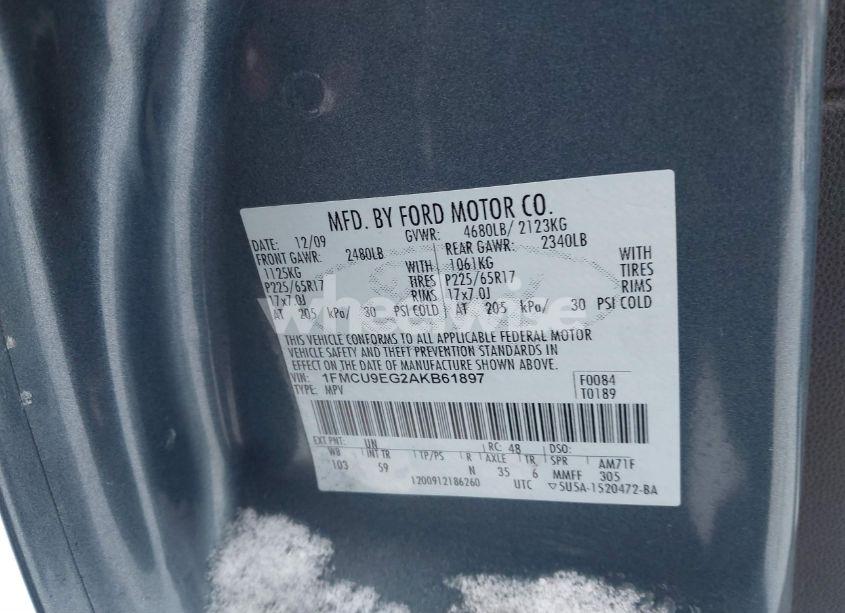 MFD. BY FORD MOTOR CO.
DATE: 12/09 GVWR: 4680LB/ 2123KG
FRONT GAWR: 2480LB REAR GAWR: 2340LB
1125KG WITH 1061KG WITH
P225/65R17 TIRES P225/65R17 TIRES
17x7.0J RIMS 17x7.0J RIMS
AT 205 kPa/ 30 PSI COLD AT 205 kPa/ 30 PSI COLD
wheelwise
THIS VEHICLE CONFORMS TO ALL APPLICABLE FEDERAL MOTOR
VEHICLE SAFETY AND THEFT PREVENTION STANDARDS IN
EFFECT ON THE DATE OF MANUFACTURE SHOWN ABOVE.
VIN: 1FMCU9EG2AKB61897 F0084
TYPE: MPV T0189
EXT PNT: UN RC: 48 DSO:
WB INT TR TP/PS R AXLE TR SPR AM71F
103 59 N 35 6 MMFF 305
1200912186260 UTC ▽5U5A-1520472-BA